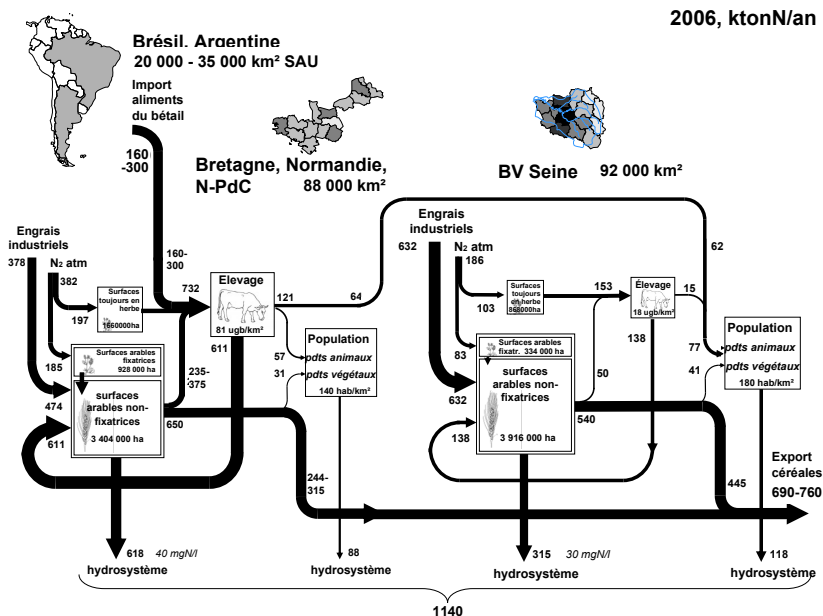 2006, ktonN/an
Brésil, Argentine
20 000 - 35 000 km² SAU
Import
aliments
du bétail
160
-300
Bretagne, Normandie,
N-PdC
88 000 km²
BV Seine
92 000 km²
Engrais
industriels
378
N₂ atm
382
197
185
474
611
Surfaces
toujours en
herbe
1660000ha
Surfaces arables
fixatrices
928 000 ha
surfaces
arables non-
fixatrices
3 404 000 ha
160-
300
732
Elevage
81 ugb/km²
611
235-
375
650
121
64
57
31
Population
pdts animaux
pdts végétaux
140 hab/km²
244-
315
618
40 mgN/l
hydrosystème
88
hydrosystème
Engrais
industriels
632
N₂ atm
186
103
83
632
138
Surfaces
toujours
en herbe
868000ha
Surfaces arables
fixatr. 334 000 ha
surfaces
arables non-
fixatrices
3 916 000 ha
153
Élevage
18 ugb/km²
138
50
540
15
62
77
41
Population
pdts animaux
pdts végétaux
180 hab/km²
445
Export
céréales
690-760
315
30 mgN/l
hydrosystème
118
hydrosystème
1140